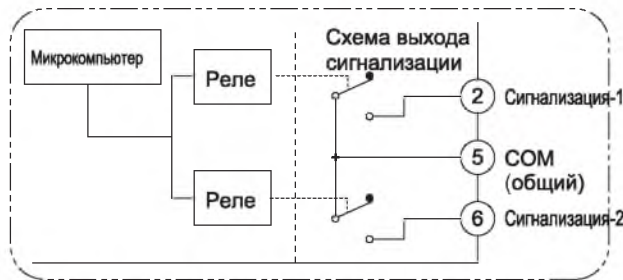 Микрокомпьютер
Реле
Схема выхода
сигнализации
2 Сигнализация-1
5 COM
(общий)
Реле
6 Сигнализация-2